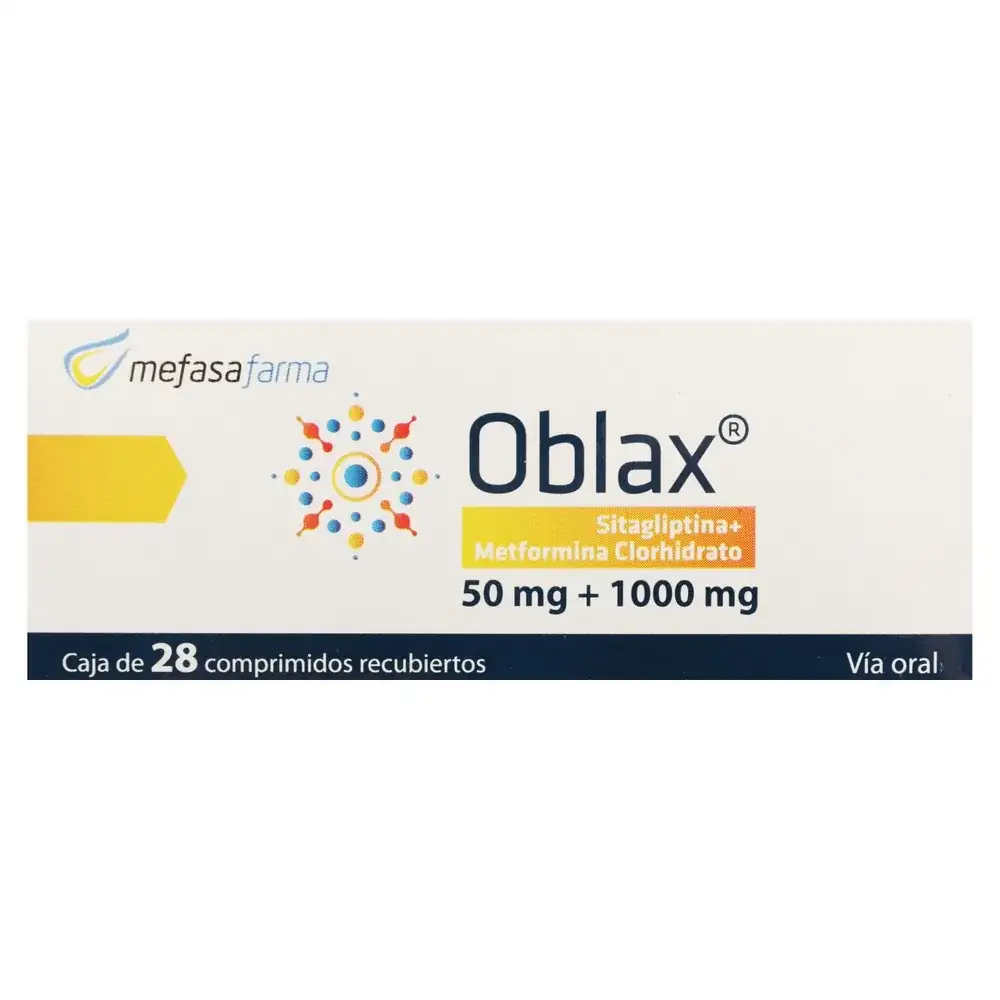 mefasafarma
Oblax®
Sitagliptina+
Metformina Clorhidrato
50 mg + 1000 mg
Caja de 28 comprimidos recubiertos
Vía oral